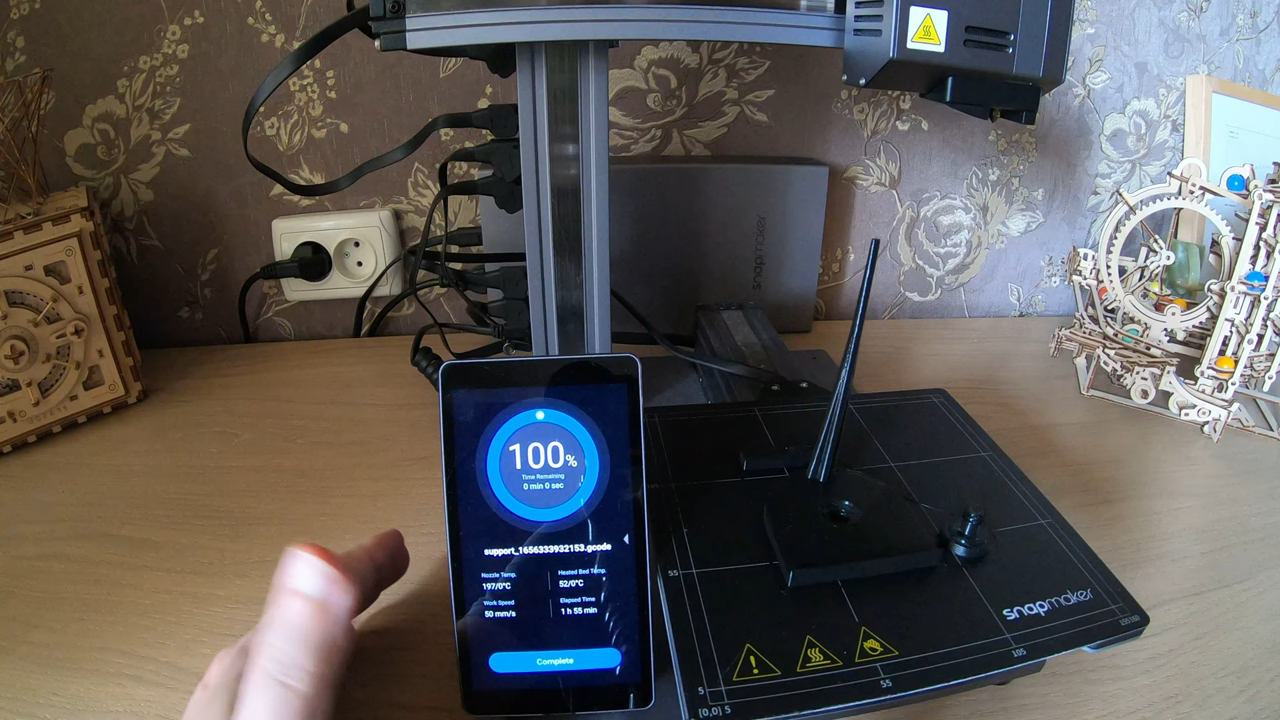 snapmaker
100%
Time Remaining
0 min 0 sec
support_1656333932153.gcode
Nozzle Temp.
197/0°C
Heated Bed Temp.
52/0°C
Work Speed
50 mm/s
Elapsed Time
1 h 55 min
Complete
55
snapmaker
105
55
5
[0,0] 5